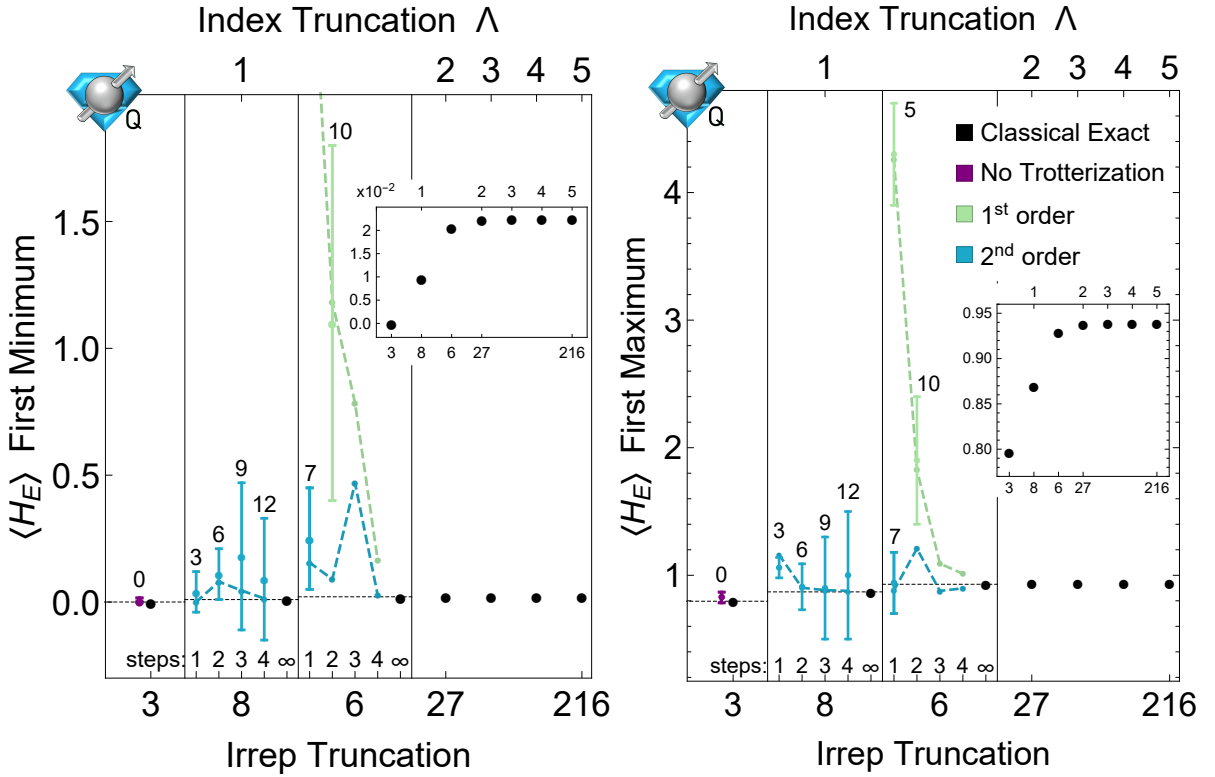 Index Truncation Λ
1 2 3 4 5
Q
⟨H_E⟩ First Minimum
1.5
1.0
0.5
0.0
10
x10⁻²
1 2 3 4 5
2
1.5
1
0.5
0.0
3 8 6 27 216
0
3
6
9
12
7
steps: 1 2 3 4 ∞ 1 2 3 4 ∞
3 8 6 27 216
Irrep Truncation
Index Truncation Λ
1 2 3 4 5
Q
⟨H_E⟩ First Maximum
4
3
2
1
5
Classical Exact
No Trotterization
1st order
2nd order
10
1 2 3 4 5
0.95
0.90
0.85
0.80
3 8 6 27 216
0
3
6
9
12
7
steps: 1 2 3 4 ∞ 1 2 3 4 ∞
3 8 6 27 216
Irrep Truncation